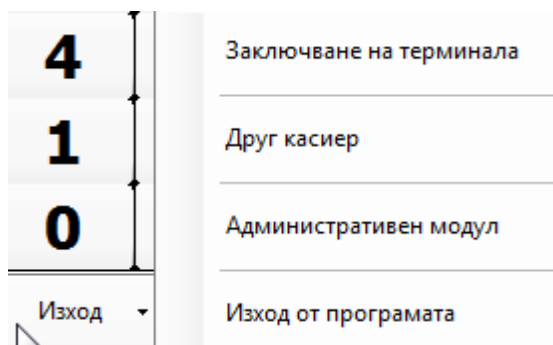 4
1
0
Изход
Заключване на терминала
Друг касиер
Административен модул
Изход от програмата